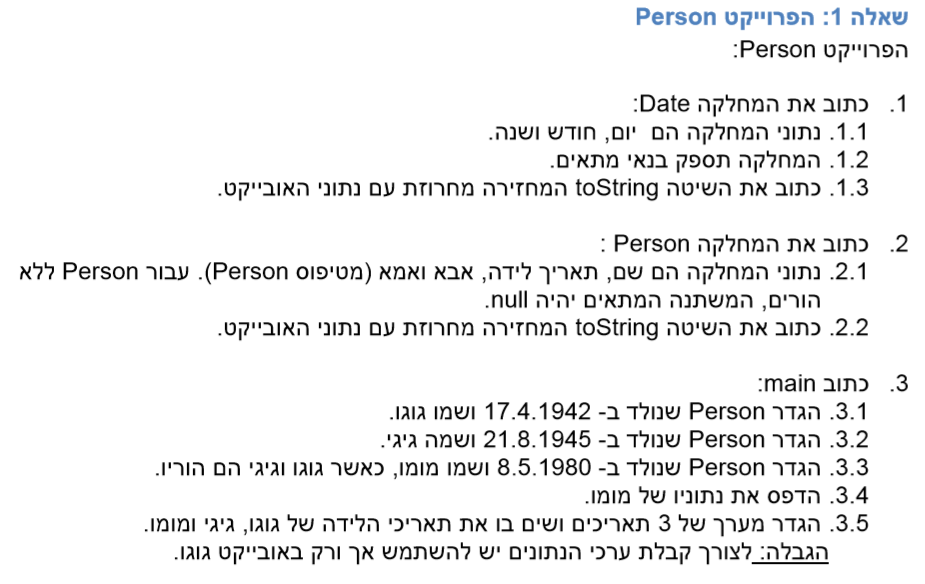 שאלה 1: הפרוייקט Person
הפרוייקט Person:
1. כתוב את המחלקה Date:
1.1. נתוני המחלקה הם יום, חודש ושנה.
1.2. המחלקה תספק בנאי מתאים.
1.3. כתוב את השיטה toString המחזירה מחרוזת עם נתוני האובייקט.
2. כתוב את המחלקה Person :
2.1. נתוני המחלקה הם שם, תאריך לידה, אבא ואמא (מטיפוס Person). עבור Person ללא
הורים, המשתנה המתאים יהיה null.
2.2. כתוב את השיטה toString המחזירה מחרוזת עם נתוני האובייקט.
3. כתוב main:
3.1. הגדר Person שנולד ב- 17.4.1942 ושמו גוגו.
3.2. הגדר Person שנולד ב- 21.8.1945 ושמה גיגי.
3.3. הגדר Person שנולד ב- 8.5.1980 ושמו מומו, כאשר גוגו וגיגי הם הוריו.
3.4. הדפס את נתוניו של מומו.
3.5. הגדר מערך של 3 תאריכים ושים בו את תאריכי הלידה של גוגו, גיגי ומומו.
הגבלה: לצורך קבלת ערכי הנתונים יש להשתמש אך ורק באובייקט גוגו.